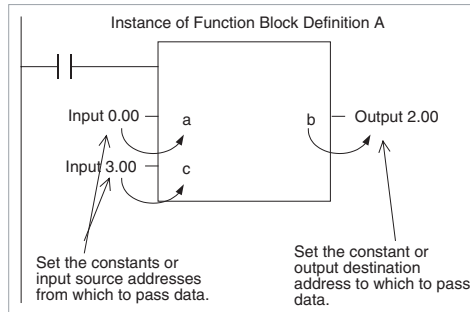 Instance of Function Block Definition A
Input 0.00
a
b
Output 2.00
Input 3.00
c
Set the constants or
input source addresses
from which to pass data.
Set the constant or
output destination
address to which to pass
data.